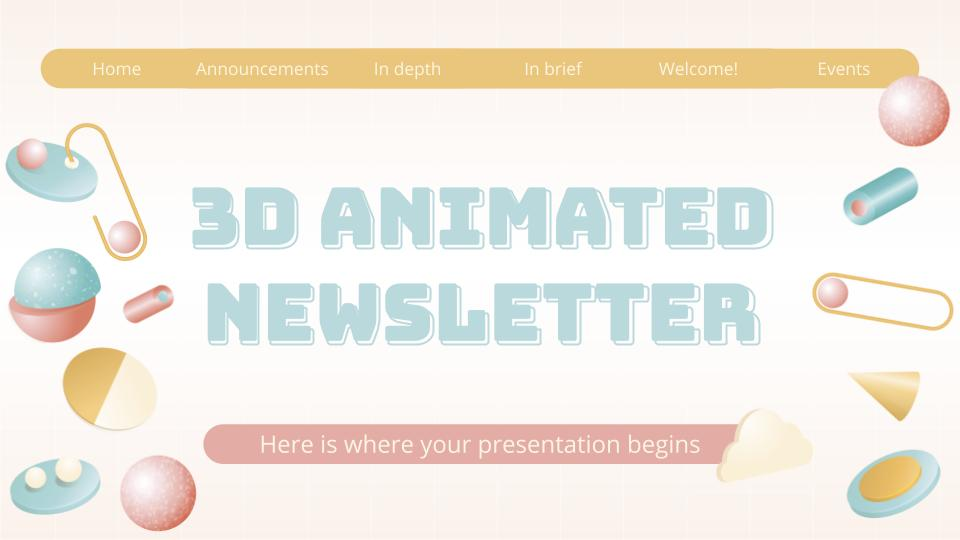 Home Announcements In depth In brief Welcome! Events
3D ANIMATED
NEWSLETTER
Here is where your presentation begins